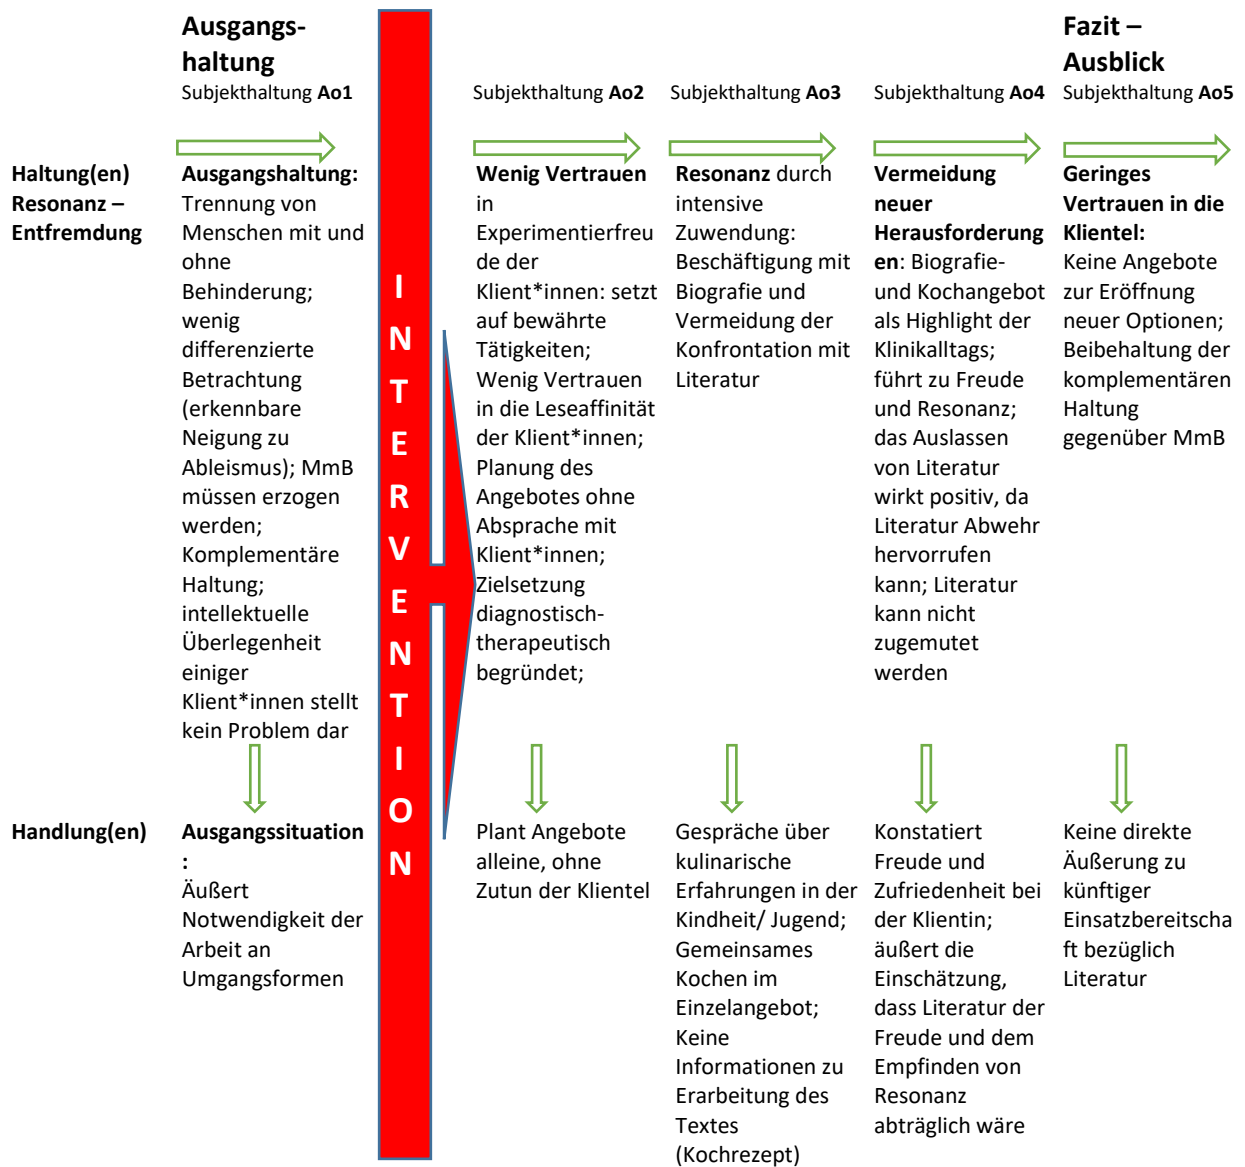 Ausgangs-
haltung
Subjekthaltung Ao1
Subjekthaltung Ao2
Subjekthaltung Ao3
Subjekthaltung Ao4
Fazit –
Ausblick
Subjekthaltung Ao5
Haltung(en)
Resonanz –
Entfremdung
Ausgangshaltung:
Trennung von
Menschen mit und
ohne
Behinderung;
wenig
differenzierte
Betrachtung
(erkennbare
Neigung zu
Ableismus); MmB
müssen erzogen
werden;
Komplementäre
Haltung;
intellektuelle
Überlegenheit
einiger
Klient*innen stellt
kein Problem dar
I
N
T
E
R
V
E
N
T
I
O
N
Wenig Vertrauen
in
Experimentierfreu
de der
Klient*innen: setzt
auf bewährte
Tätigkeiten;
Wenig Vertrauen
in die Leseaffinität
der Klient*innen;
Planung des
Angebotes ohne
Absprache mit
Klient*innen;
Zielsetzung
diagnostisch-
therapeutisch
begründet;
Resonanz durch
intensive
Zuwendung:
Beschäftigung mit
Biografie und
Vermeidung der
Konfrontation mit
Literatur
Vermeidung
neuer
Herausforderung
en: Biografie-
und Kochangebot
als Highlight der
Klinikalltags;
führt zu Freude
und Resonanz;
das Auslassen
von Literatur
wirkt positiv, da
Literatur Abwehr
hervorrufen
kann; Literatur
kann nicht
zugemutet
werden
Geringes
Vertrauen in die
Klientel:
Keine Angebote
zur Eröffnung
neuer Optionen;
Beibehaltung der
komplementären
Haltung
gegenüber MmB
Handlung(en)
Ausgangssituation
:
Äußert
Notwendigkeit der
Arbeit an
Umgangsformen
Plant Angebote
alleine, ohne
Zutun der Klientel
Gespräche über
kulinarische
Erfahrungen in der
Kindheit/ Jugend;
Gemeinsames
Kochen im
Einzelangebot;
Keine
Informationen zu
Erarbeitung des
Textes
(Kochrezept)
Konstatiert
Freude und
Zufriedenheit bei
der Klientin;
äußert die
Einschätzung,
dass Literatur der
Freude und dem
Empfinden von
Resonanz
abträglich wäre
Keine direkte
Äußerung zu
künftiger
Einsatzbereitscha
ft bezüglich
Literatur